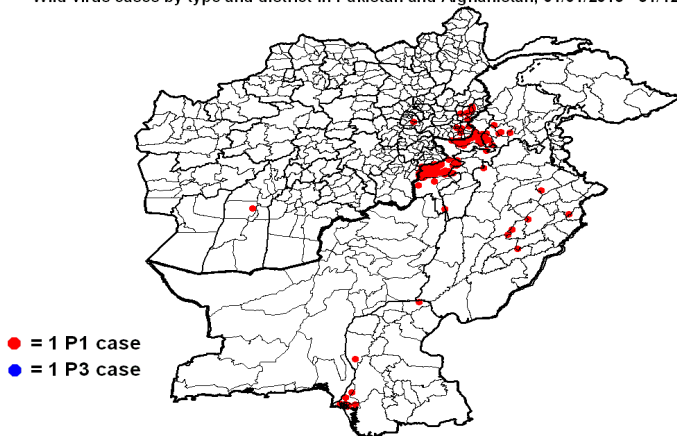 Wild virus cases by type and district in Pakistan and Afghanistan,
= 1 P1 case
= 1 P3 case